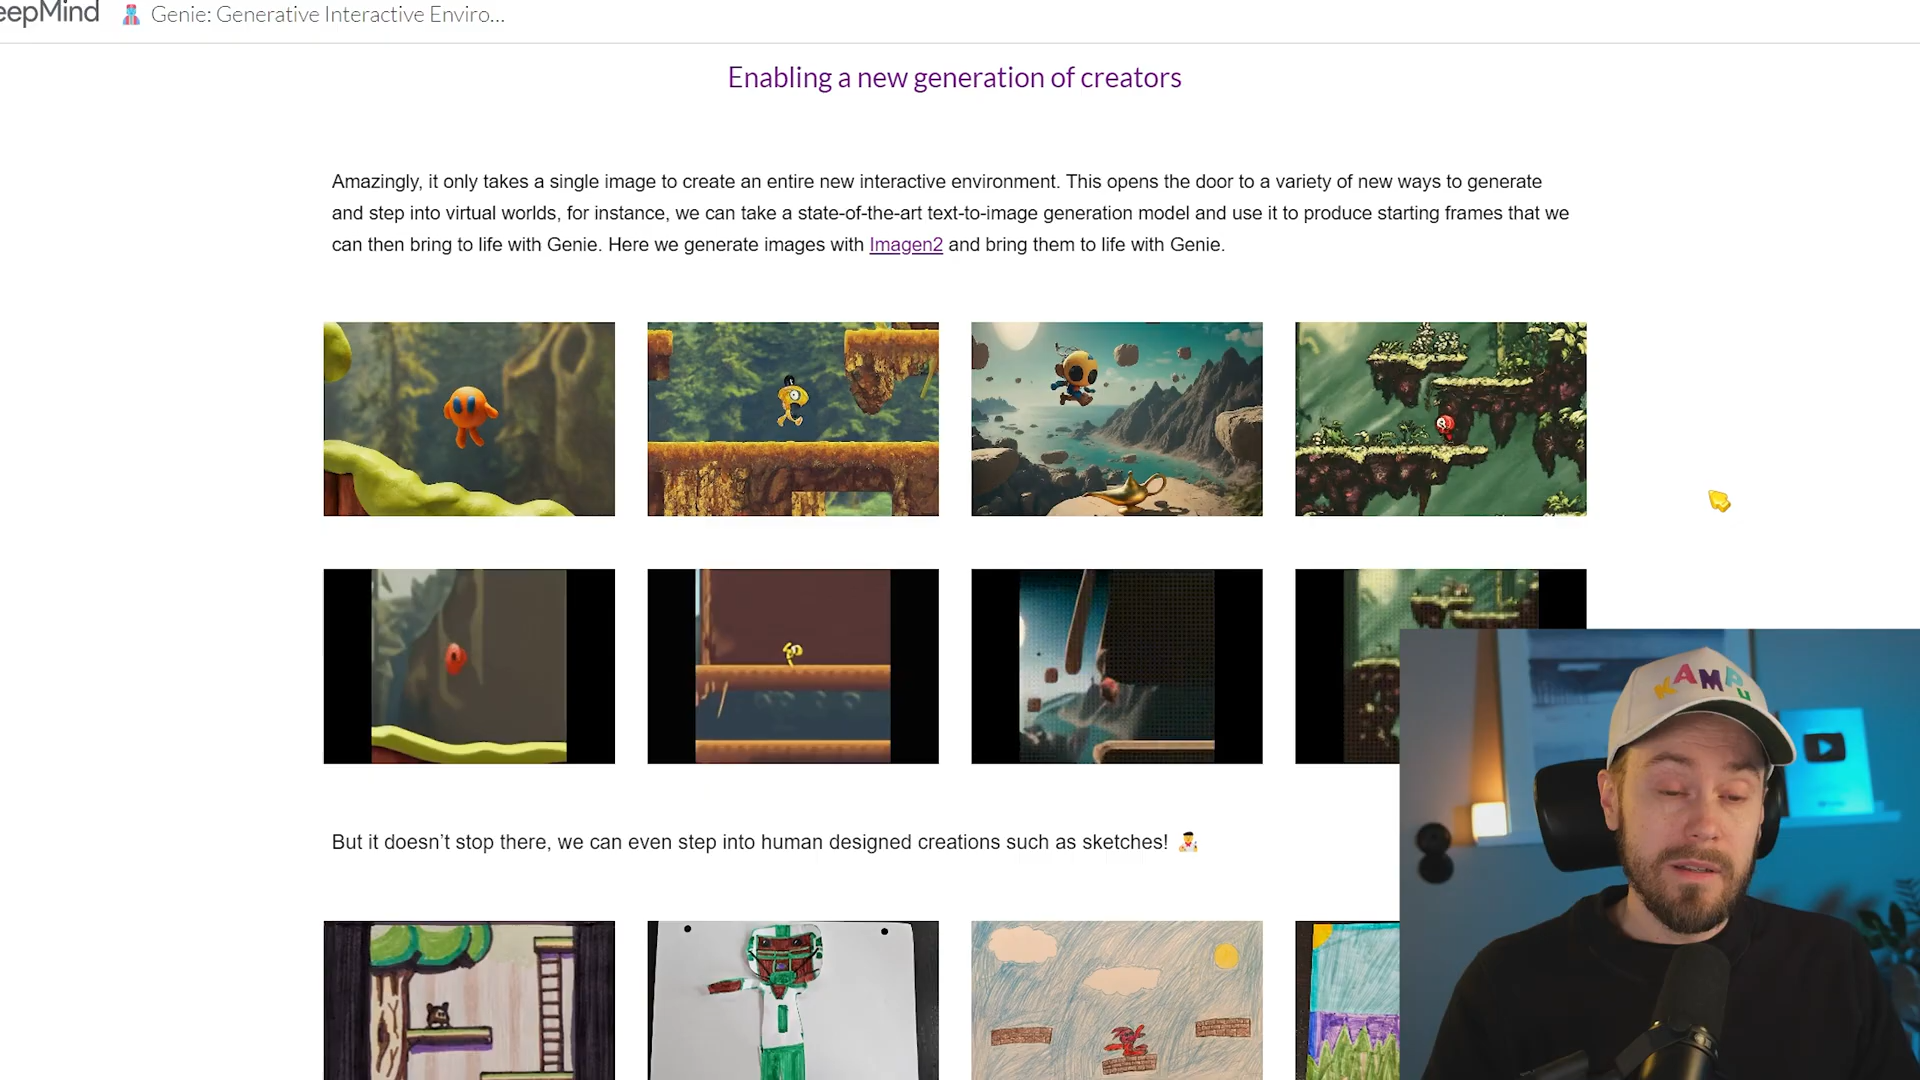 eepMind
Genie: Generative Interactive Enviro...
Enabling a new generation of creators
Amazingly, it only takes a single image to create an entire new interactive environment. This opens the door to a variety of new ways to generate
and step into virtual worlds, for instance, we can take a state-of-the-art text-to-image generation model and use it to produce starting frames that we
can then bring to life with Genie. Here we generate images with Imagen2 and bring them to life with Genie.
But it doesn’t stop there, we can even step into human designed creations such as sketches!
KAMPU